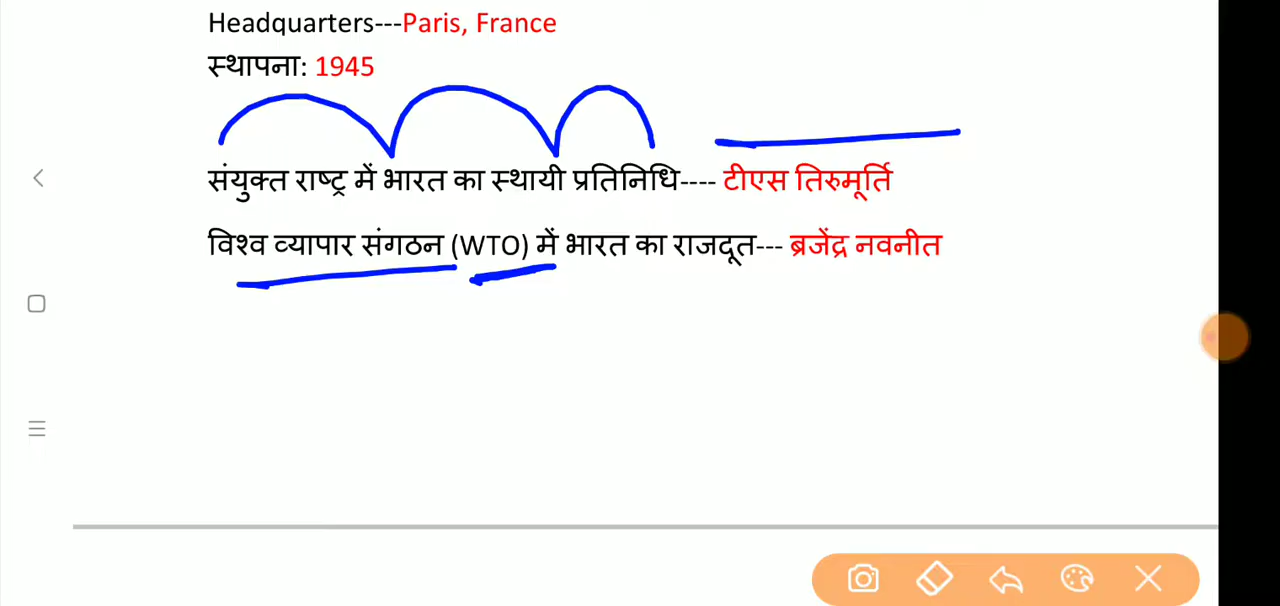 Headquarters---Paris, France
स्थापना: 1945
संयुक्त राष्ट्र में भारत का स्थायी प्रतिनिधि---- टीएस तिरुमूर्ति
विश्व व्यापार संगठन (WTO) में भारत का राजदूत--- ब्रजेंद्र नवनीत